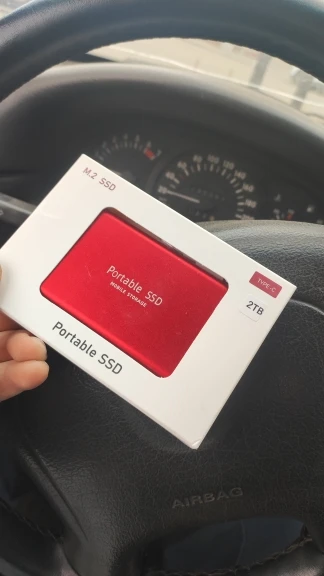 M.2 SSD
Portable SSD
MOBILE STORAGE
TYPE-C
2TB
Portable SSD
AIRBAG